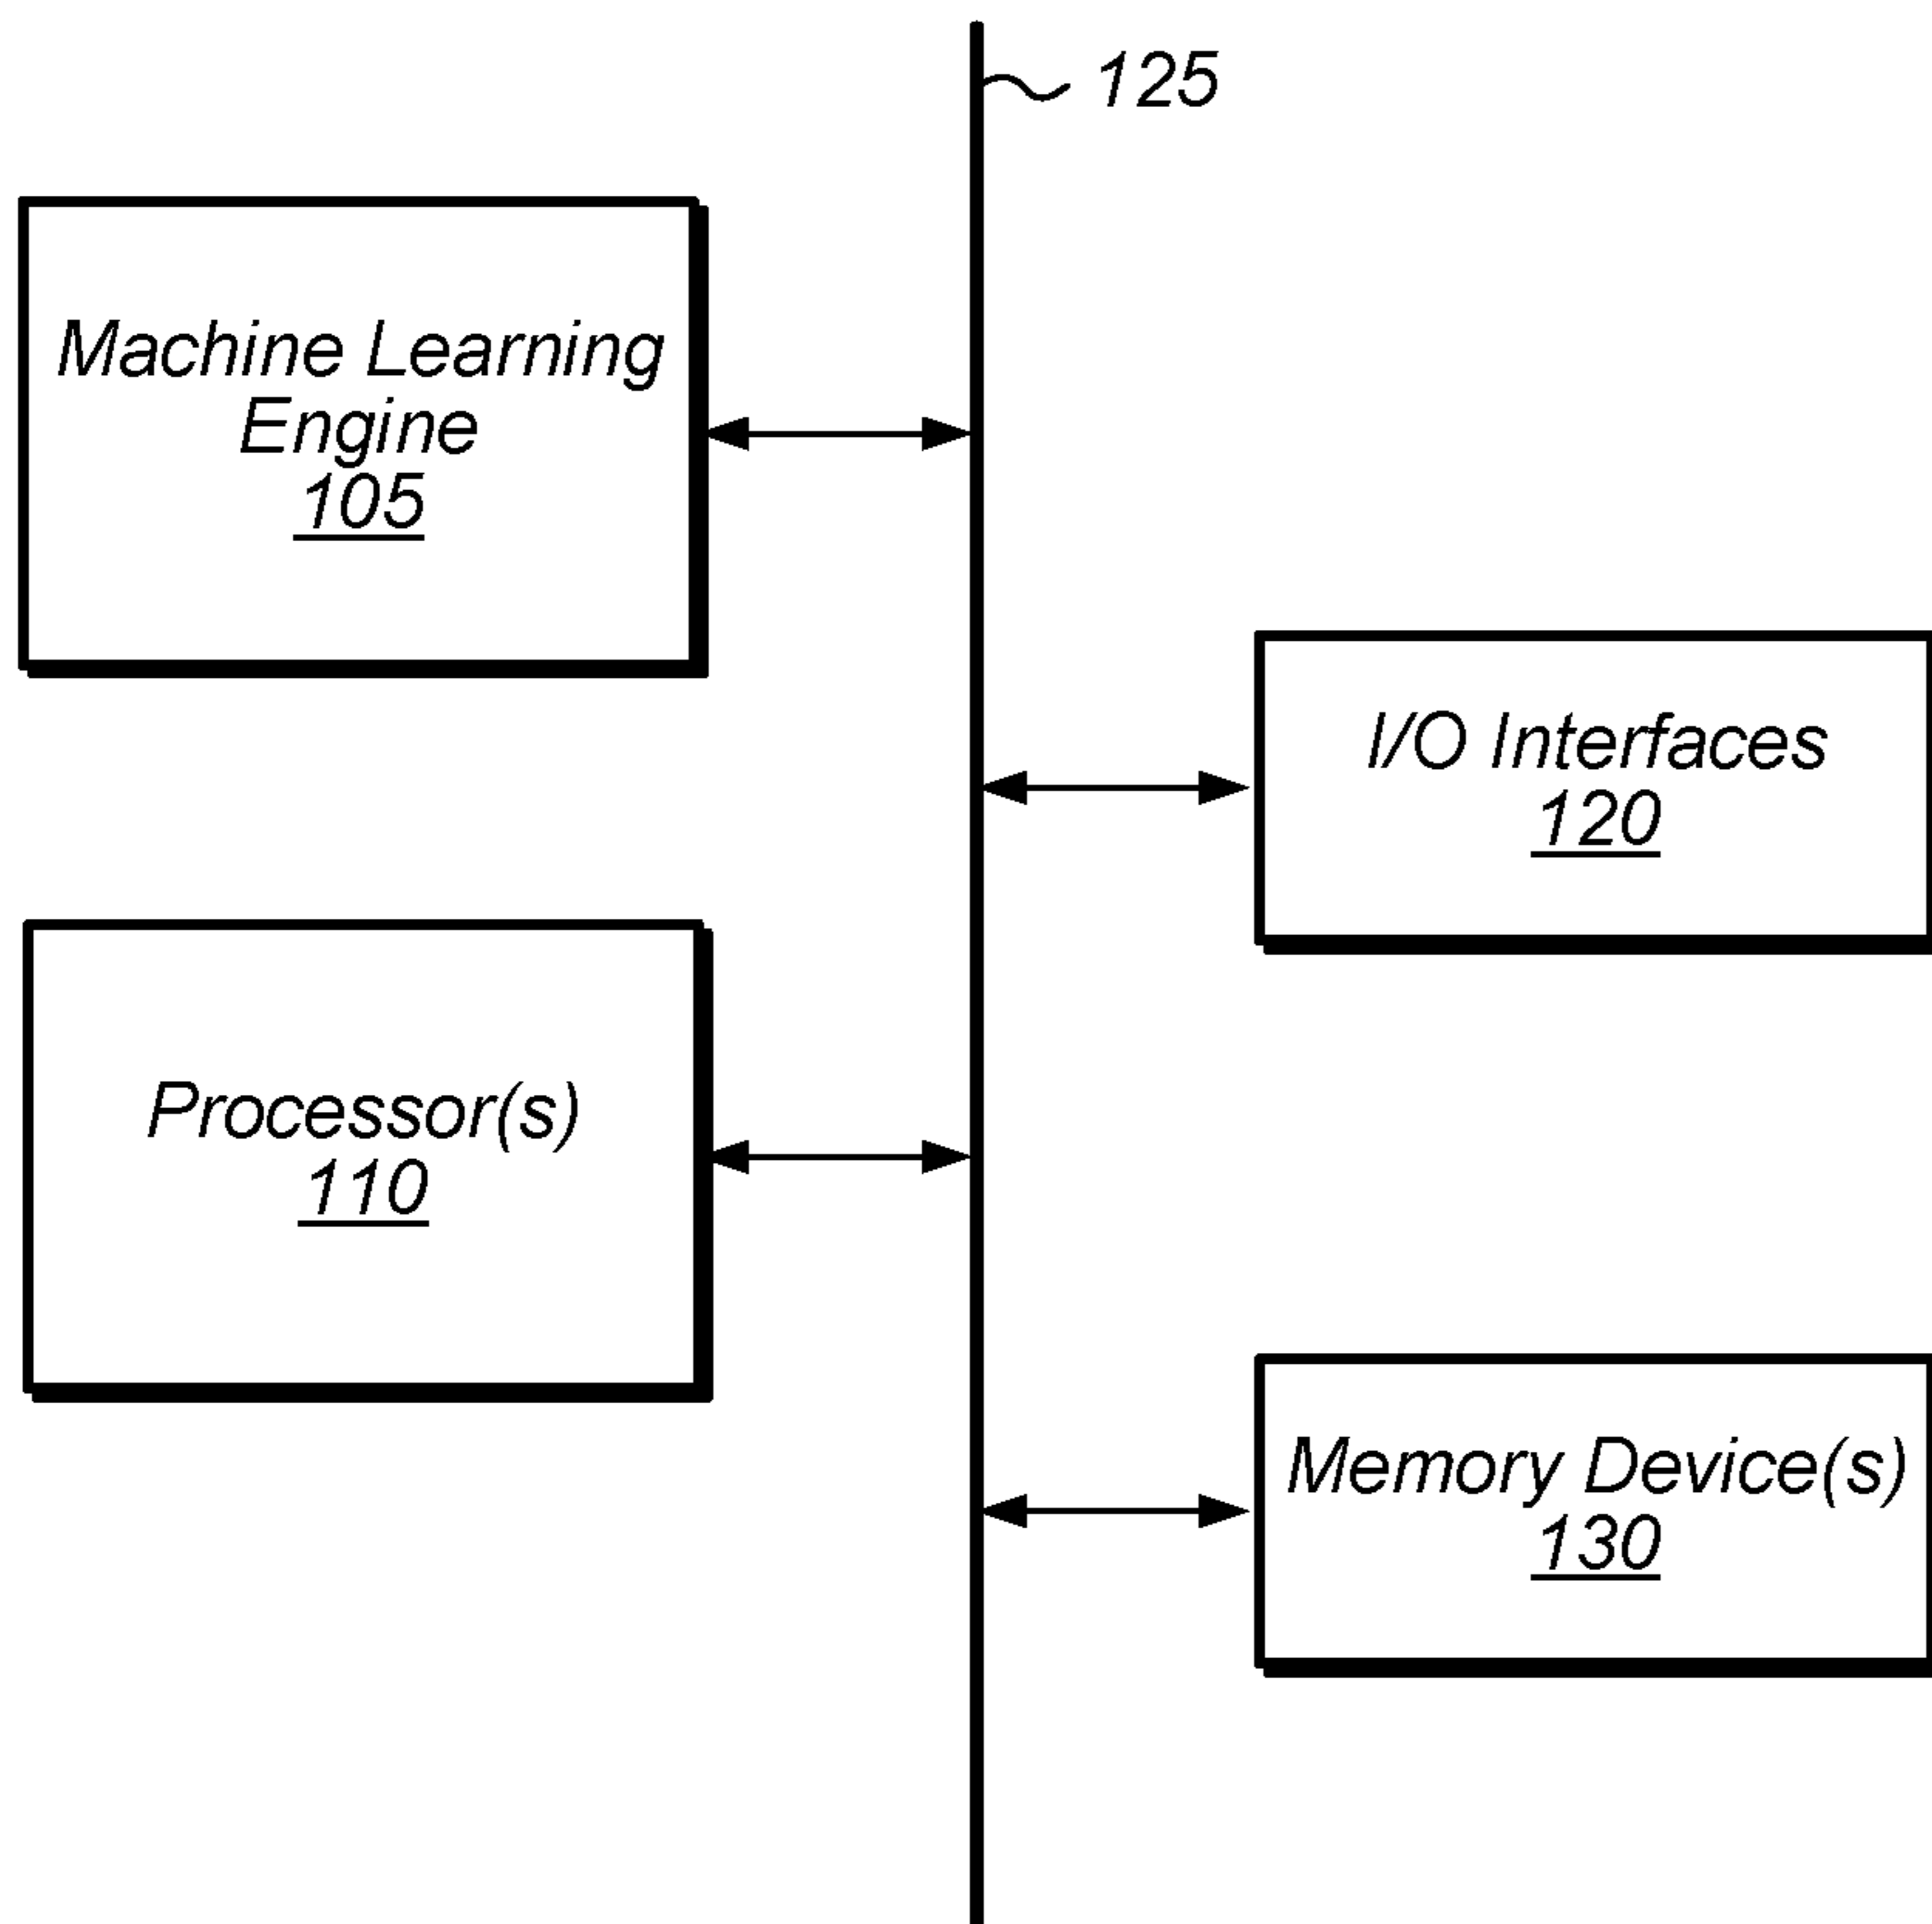 125
Machine Learning
Engine
105
I/O Interfaces
120
Processor(s)
110
Memory Device(s)
130